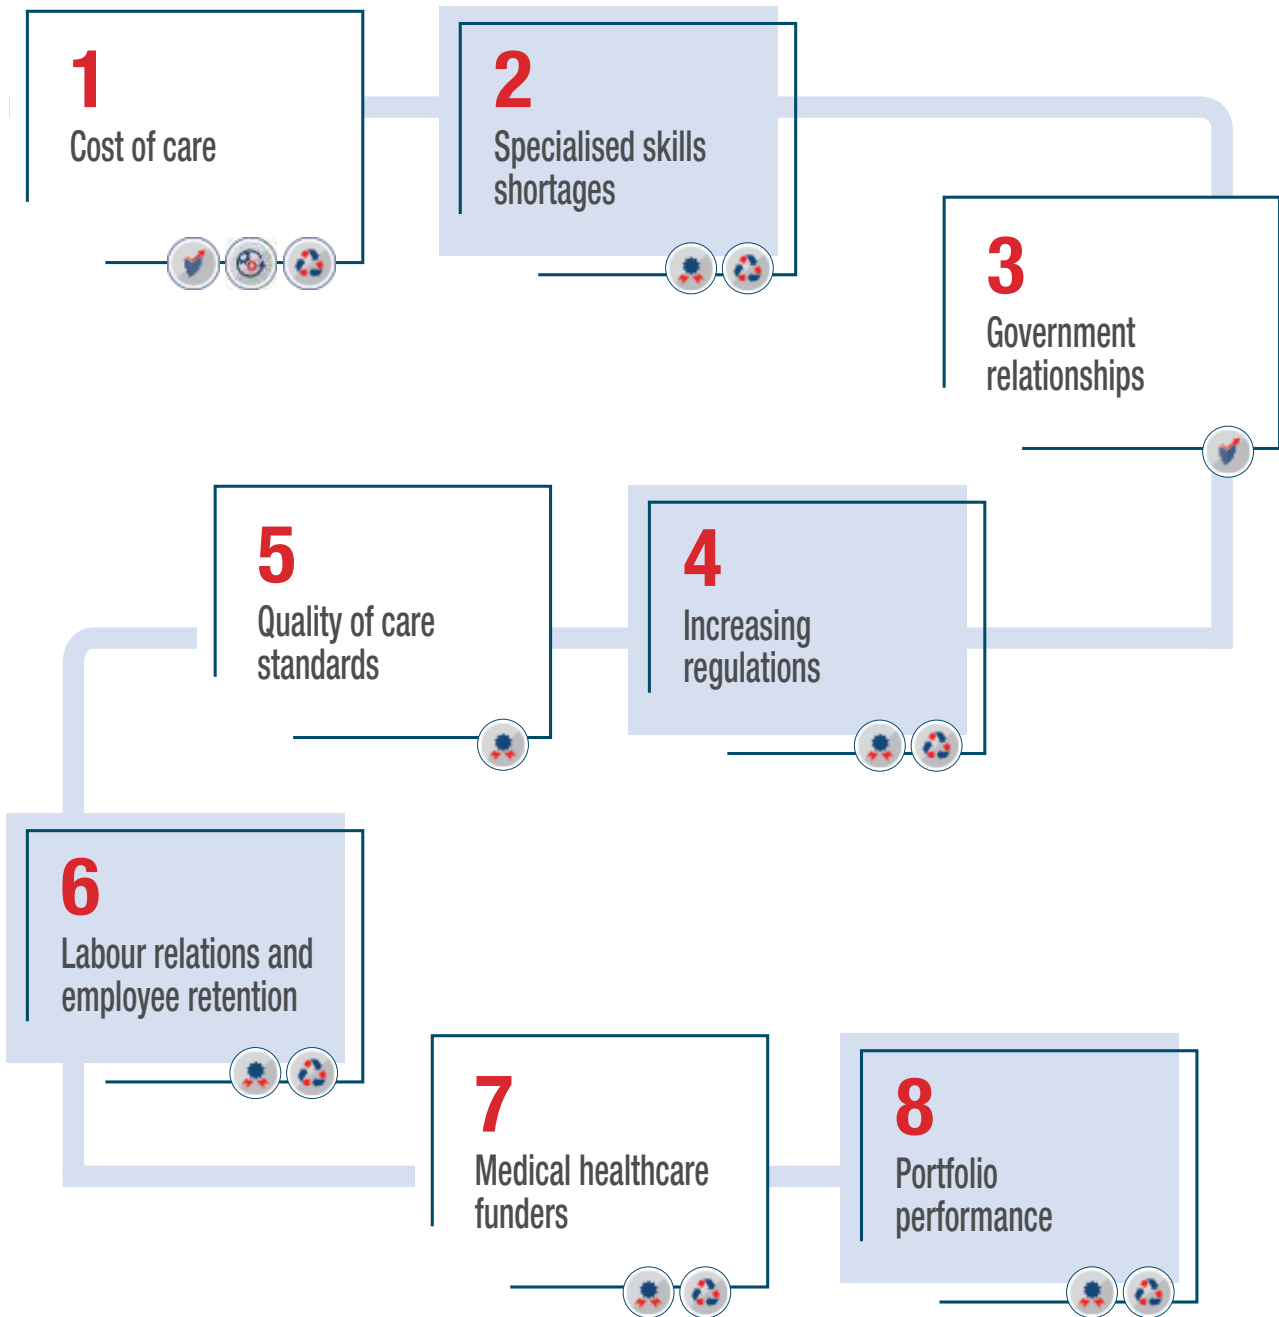 1
Cost of care
2
Specialised skills
shortages
3
Government
relationships
4
Increasing
regulations
5
Quality of care
standards
6
Labour relations and
employee retention
7
Medical healthcare
funders
8
Portfolio
performance